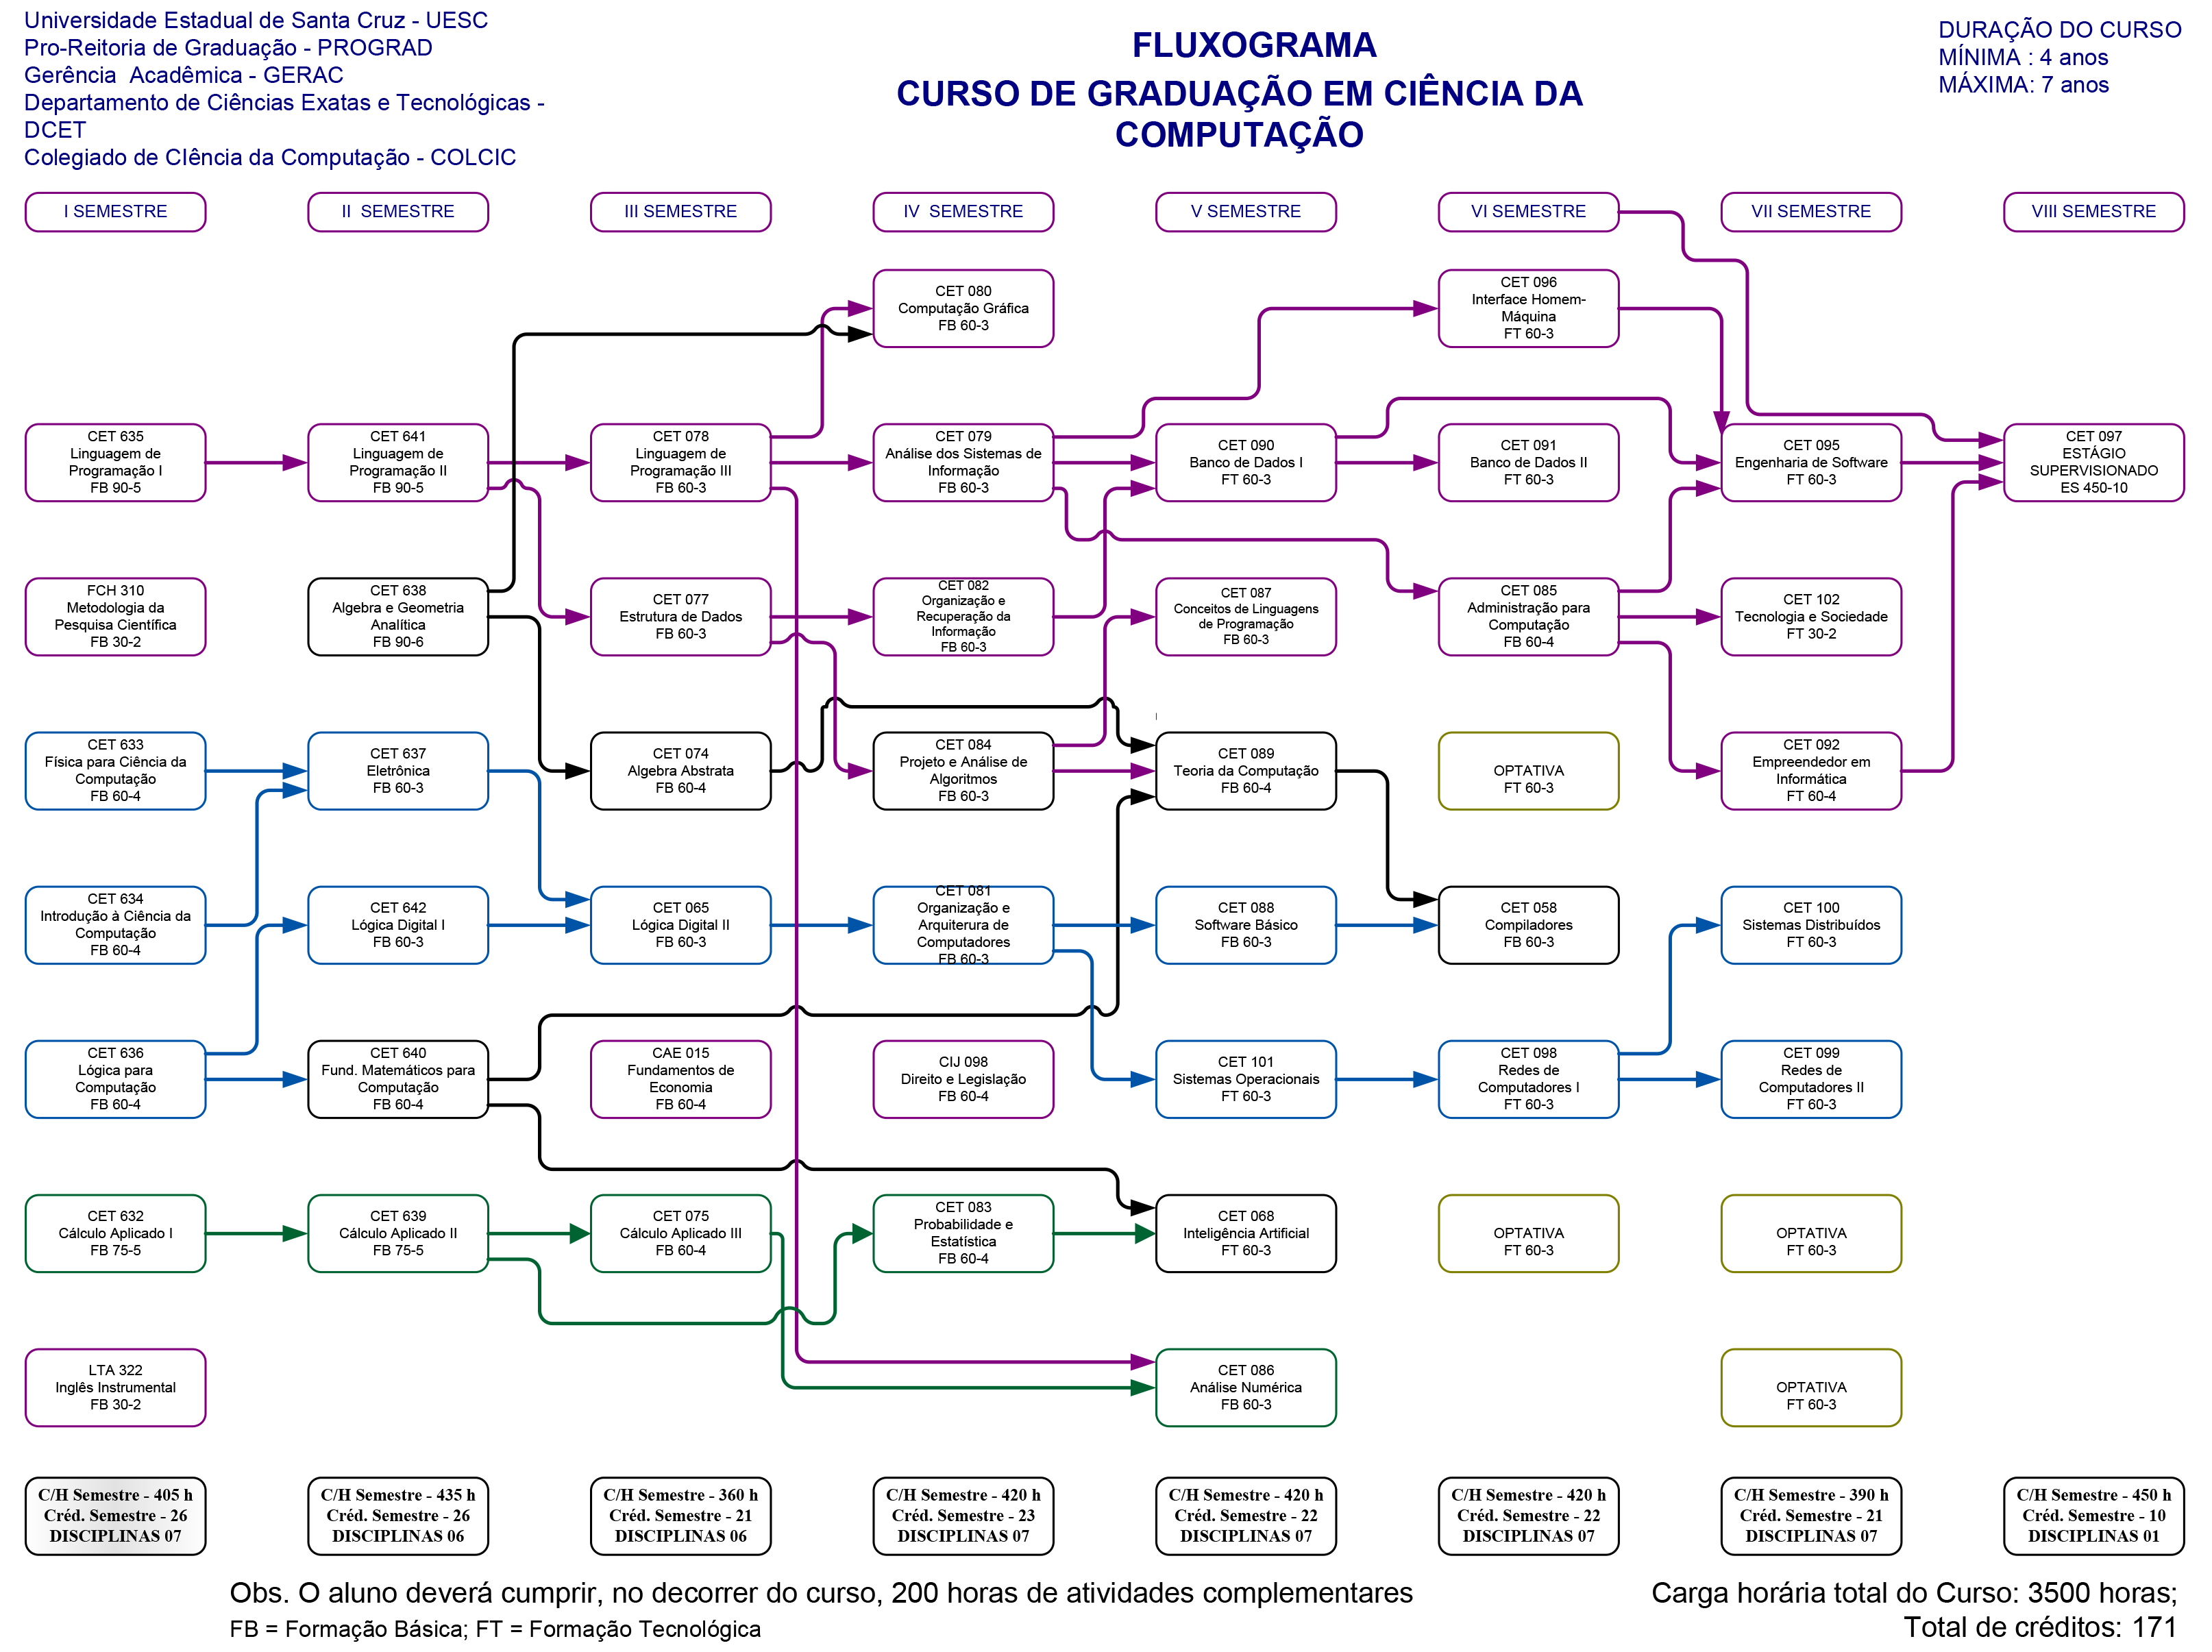 Universidade Estadual de Santa Cruz - UESC
Pro-Reitoria de Graduação - PROGRAD
Gerência  Acadêmica - GERAC
Departamento de Ciências Exatas e Tecnológicas -
DCET
Colegiado de CIência da Computação - COLCIC
FLUXOGRAMA
CURSO DE GRADUAÇÃO EM CIÊNCIA DA
COMPUTAÇÃO
DURAÇÃO DO CURSO
MÍNIMA : 4 anos
MÁXIMA: 7 anos
I SEMESTRE
II  SEMESTRE
III SEMESTRE
IV  SEMESTRE
V SEMESTRE
VI SEMESTRE
VII SEMESTRE
VIII SEMESTRE
CET 080
Computação Gráfica
FB 60-3
CET 096
Interface Homem-
Máquina
FT 60-3
CET 635
Linguagem de
Programação I
FB 90-5
CET 641
Linguagem de
Programação II
FB 90-5
CET 078
Linguagem de
Programação III
FB 60-3
CET 079
Análise dos Sistemas de
Informação
FB 60-3
CET 090
Banco de Dados I
FT 60-3
CET 091
Banco de Dados II
FT 60-3
CET 095
Engenharia de Software
FT 60-3
CET 097
ESTÁGIO
SUPERVISIONADO
ES 450-10
FCH 310
Metodologia da
Pesquisa Científica
FB 30-2
CET 638
Algebra e Geometria
Analítica
FB 90-6
CET 077
Estrutura de Dados
FB 60-3
CET 082
Organização e
Recuperação da
Informação
FB 60-3
CET 087
Conceitos de Linguagens
de Programação
FB 60-3
CET 085
Administração para
Computação
FB 60-4
CET 102
Tecnologia e Sociedade
FT 30-2
CET 633
Física para Ciência da
Computação
FB 60-4
CET 637
Eletrônica
FB 60-3
CET 074
Algebra Abstrata
FB 60-4
CET 084
Projeto e Análise de
Algoritmos
FB 60-3
CET 089
Teoria da Computação
FB 60-4
OPTATIVA
FT 60-3
CET 092
Empreendedor em
Informática
FT 60-4
CET 634
Introdução à Ciência da
Computação
FB 60-4
CET 642
Lógica Digital I
FB 60-3
CET 065
Lógica Digital II
FB 60-3
CET 081
Organização e
Arquiterura de
Computadores
FB 60-3
CET 088
Software Básico
FB 60-3
CET 058
Compiladores
FB 60-3
CET 100
Sistemas Distribuídos
FT 60-3
CET 636
Lógica para
Computação
FB 60-4
CET 640
Fund. Matemáticos para
Computação
FB 60-4
CAE 015
Fundamentos de
Economia
FB 60-4
CIJ 098
Direito e Legislação
FB 60-4
CET 101
Sistemas Operacionais
FT 60-3
CET 098
Redes de
Computadores I
FT 60-3
CET 099
Redes de
Computadores II
FT 60-3
CET 632
Cálculo Aplicado I
FB 75-5
CET 639
Cálculo Aplicado II
FB 75-5
CET 075
Cálculo Aplicado III
FB 60-4
CET 083
Probabilidade e
Estatística
FB 60-4
CET 068
Inteligência Artificial
FT 60-3
OPTATIVA
FT 60-3
OPTATIVA
FT 60-3
LTA 322
Inglês Instrumental
FB 30-2
CET 086
Análise Numérica
FB 60-3
OPTATIVA
FT 60-3
C/H Semestre - 405 h
Créd. Semestre - 26
DISCIPLINAS 07
C/H Semestre - 435 h
Créd. Semestre - 26
DISCIPLINAS 06
C/H Semestre - 360 h
Créd. Semestre - 21
DISCIPLINAS 06
C/H Semestre - 420 h
Créd. Semestre - 23
DISCIPLINAS 07
C/H Semestre - 420 h
Créd. Semestre - 22
DISCIPLINAS 07
C/H Semestre - 420 h
Créd. Semestre - 22
DISCIPLINAS 07
C/H Semestre - 390 h
Créd. Semestre - 21
DISCIPLINAS 07
C/H Semestre - 450 h
Créd. Semestre - 10
DISCIPLINAS 01
Obs. O aluno deverá cumprir, no decorrer do curso, 200 horas de atividades complementares
FB = Formação Básica; FT = Formação Tecnológica
Carga horária total do Curso: 3500 horas;
Total de créditos: 171